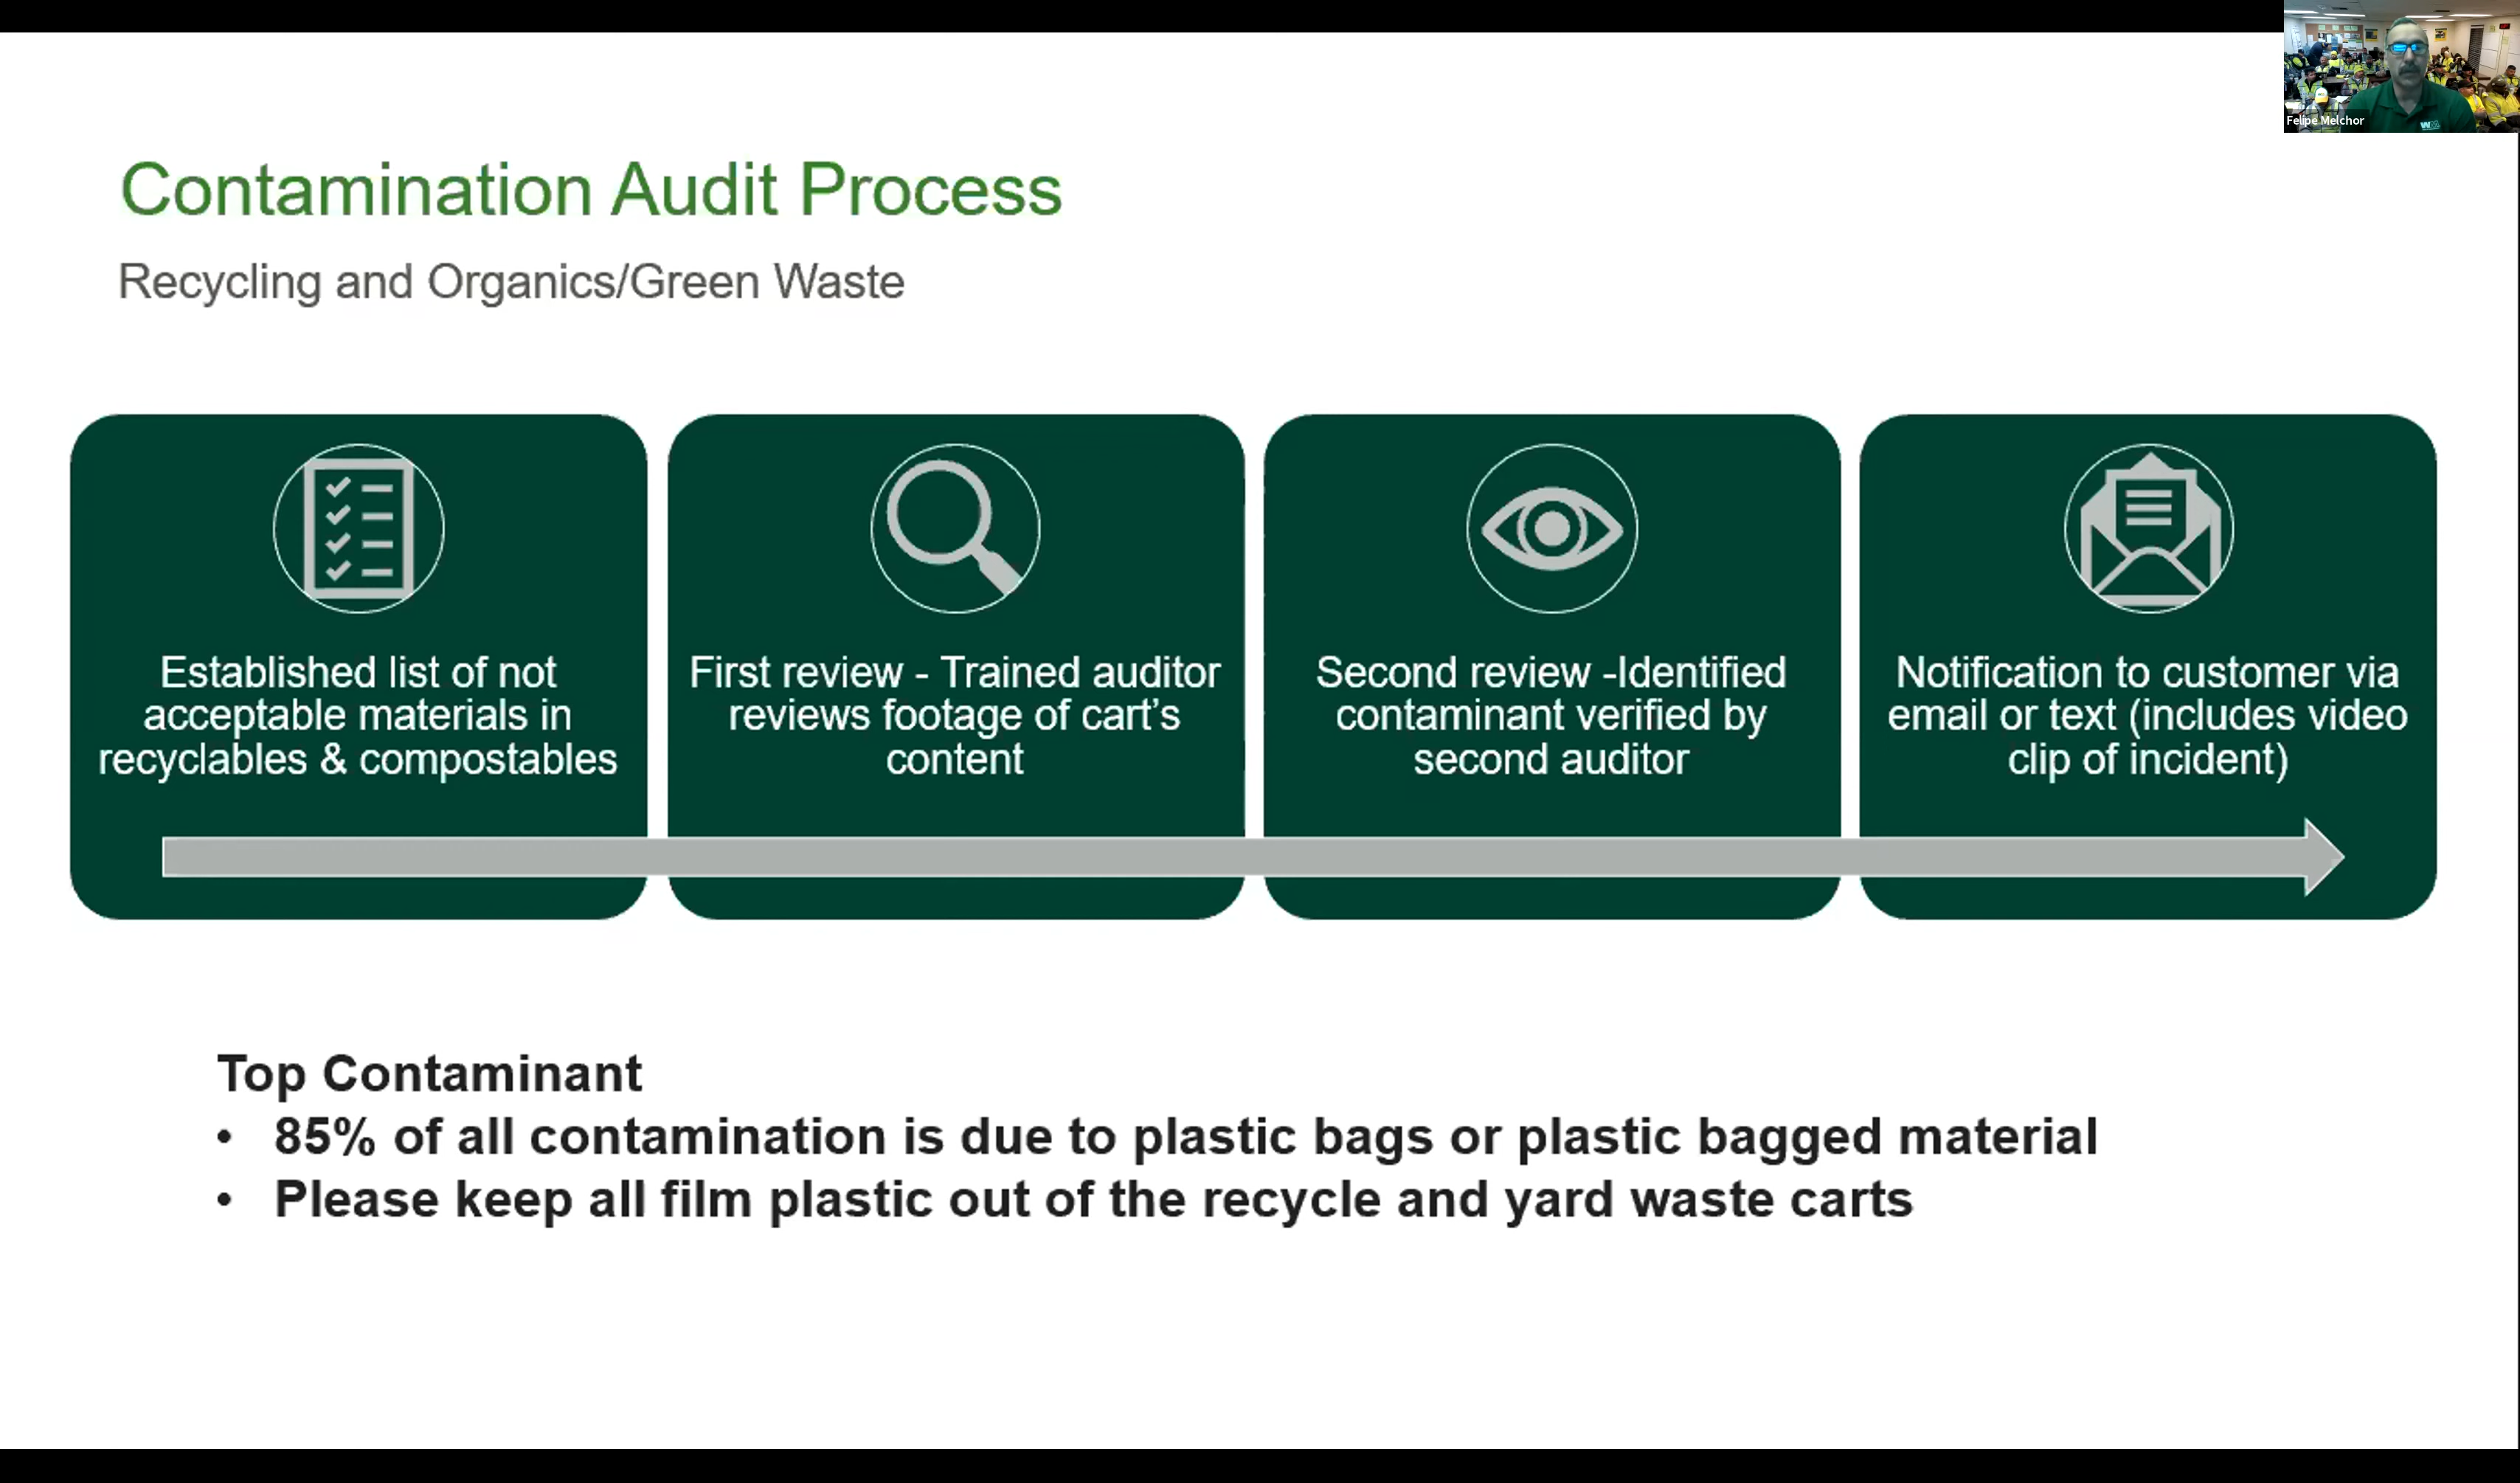 Felipe Melchor
Contamination Audit Process
Recycling and Organics/Green Waste
Established list of not
acceptable materials in
recyclables & compostables
First review - Trained auditor
reviews footage of cart's
content
Second review -Identified
contaminant verified by
second auditor
Notification to customer via
email or text (includes video
clip of incident)
Top Contaminant
• 85% of all contamination is due to plastic bags or plastic bagged material
• Please keep all film plastic out of the recycle and yard waste carts